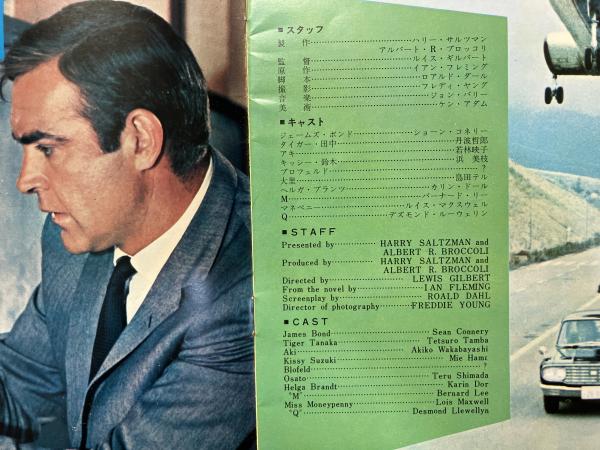 ■スタッフ
製　作……ハリー・サルツマン
アルバート・R・ブロッコリ
監　督……ルイス・ギルバート
原　作……イアン・フレミング
脚　本……ロアルド・ダール
撮　影……フレディ・ヤング
音　楽……ジョン・バリー
美　術……ケン・アダム
■キャスト
ジェームズ・ボンド……ショーン・コネリー
タイガー・田中……丹波哲郎
アキ……若林映子
キッシー・鈴木……浜 美枝
ブロフェルド……?
大里……島田テル
ヘルガ・ブランツ……カリン・ドール
M……バーナード・リー
マネペニー……ルイス・マクスウェル
Q……デズモンド・ルーウェリン
■STAFF
Presented by……HARRY SALTZMAN and
ALBERT R. BROCCOLI
Produced by……HARRY SALTZMAN and
ALBERT R. BROCCOLI
Directed by……LEWIS GILBERT
From the novel by……IAN FLEMING
Screenplay by……ROALD DAHL
Director of photography……FREDDIE YOUNG
■CAST
James Bond……Sean Connery
Tiger Tanaka……Tetsuro Tamba
Aki……Akiko Wakabayashi
Kissy Suzuki……Mie Hama
Blofeld……?
Osato……Teru Shimada
Helga Brandt……Karin Dor
"M"……Bernard Lee
Miss Moneypenny……Lois Maxwell
"Q"……Desmond Llewellya